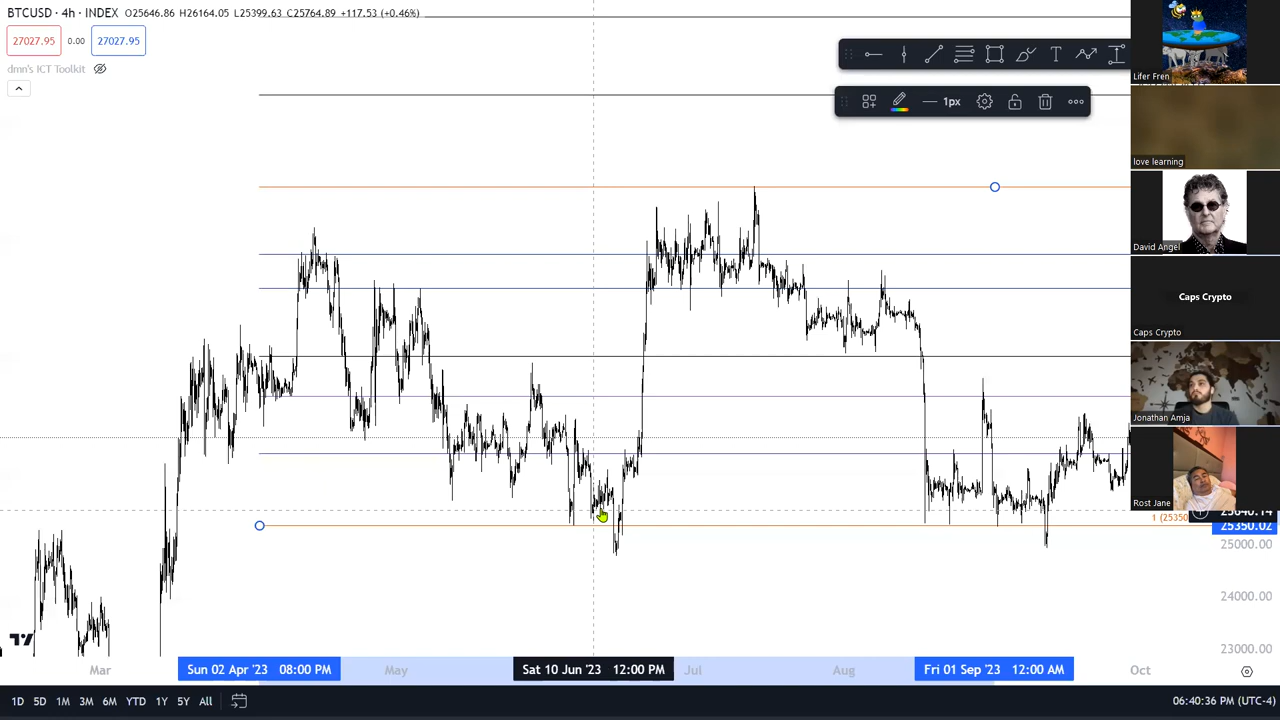 BTCUSD · 4h · INDEX O25646.86 H26164.05 L25399.63 C25764.89 +117.53 (+0.46%)
27027.95 0.00 27027.95
dmn's ICT Toolkit
T
1px
Lifer Fren
love learning
David Angel
Caps Crypto
Caps Crypto
Jonathan Amja
Rost Jane
1 (25350
25350.02
25000.00
24000.00
23000.00
Mar Sun 02 Apr '23 08:00 PM May Sat 10 Jun '23 12:00 PM Jul Aug Fri 01 Sep '23 12:00 AM Oct
1D 5D 1M 3M 6M YTD 1Y 5Y All 06:40:36 PM (UTC-4)